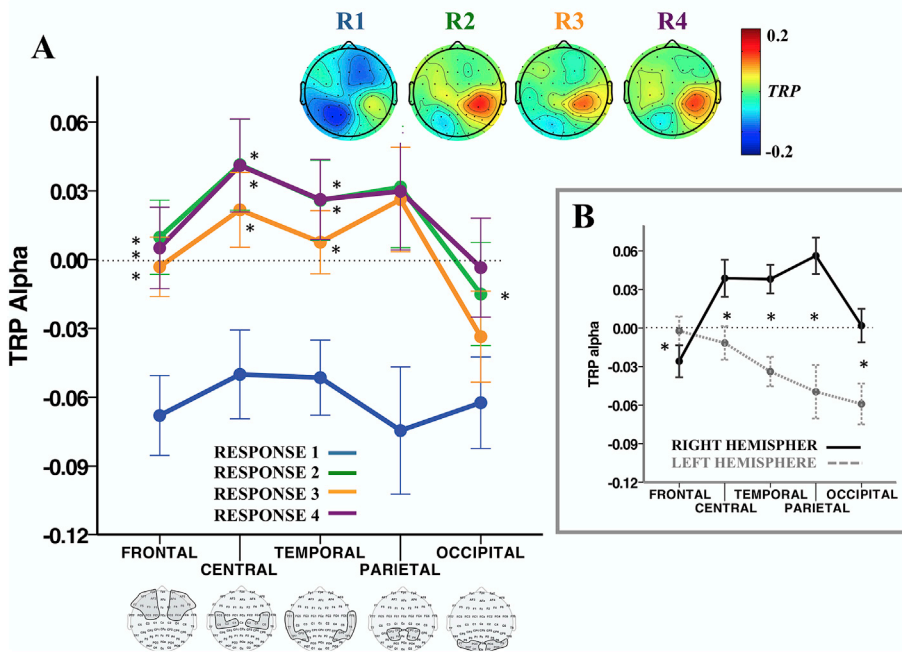 R1 R2 R3 R4
A
0.2
TRP
-0.2
0.06
0.03
0.00
-0.03
-0.06
-0.09
-0.12
TRP Alpha
* * *
* * *
* * *
*
RESPONSE 1
RESPONSE 2
RESPONSE 3
RESPONSE 4
FRONTAL TEMPORAL OCCIPITAL
CENTRAL PARIETAL
B
0.06
0.03
0.00
-0.03
-0.06
-0.09
-0.12
TRP alpha
* * * * *
RIGHT HEMISPHER
LEFT HEMISPHERE
FRONTAL TEMPORAL OCCIPITAL
CENTRAL PARIETAL